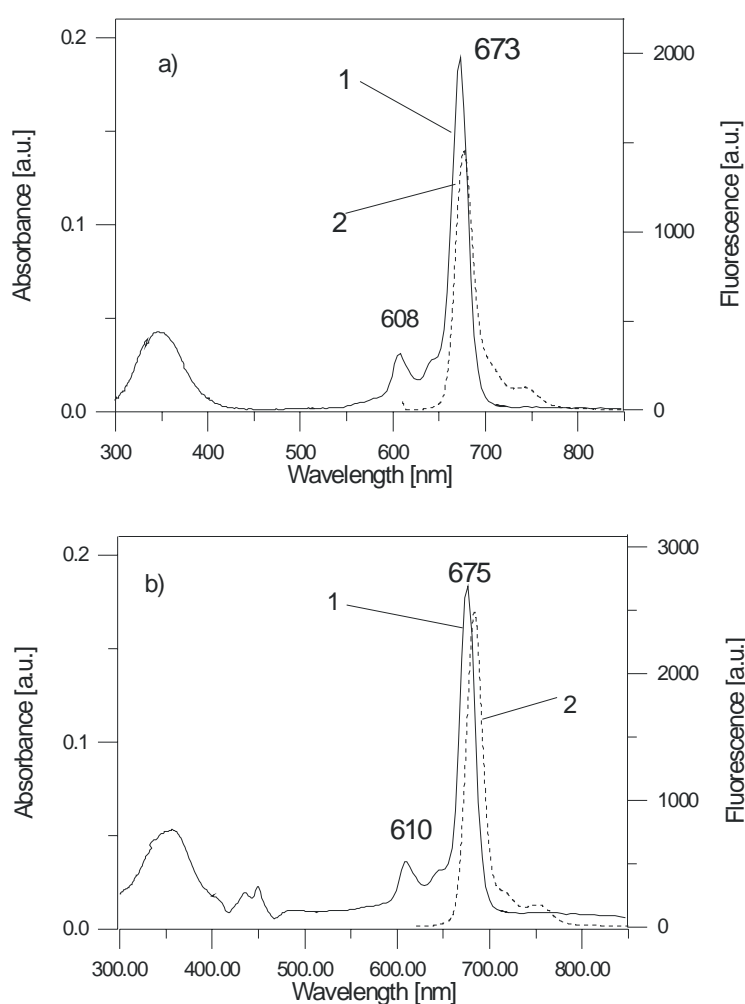 a)
673
1
2
608
0.2
0.1
0.0
Absorbance [a.u.]
2000
1000
0
Fluorescence [a.u.]
300 400 500 600 700 800
Wavelength [nm]
b)
675
1
2
610
0.2
0.1
0.0
Absorbance [a.u.]
3000
2000
1000
0
Fluorescence [a.u.]
300.00 400.00 500.00 600.00 700.00 800.00
Wavelength [nm]